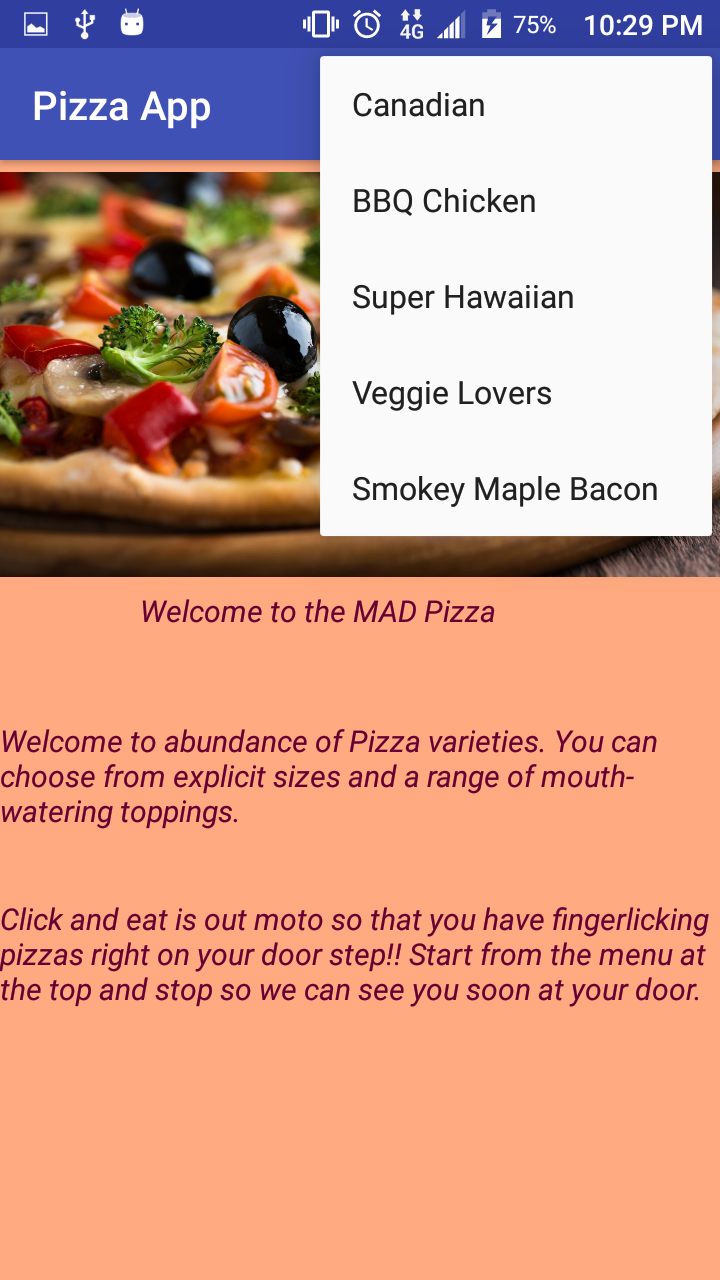 75% 10:29 PM
4G
Pizza App
Canadian
BBQ Chicken
Super Hawaiian
Veggie Lovers
Smokey Maple Bacon
Welcome to the MAD Pizza
Welcome to abundance of Pizza varieties. You can
choose from explicit sizes and a range of mouth-
watering toppings.
Click and eat is out moto so that you have fingerlicking
pizzas right on your door step!! Start from the menu at
the top and stop so we can see you soon at your door.